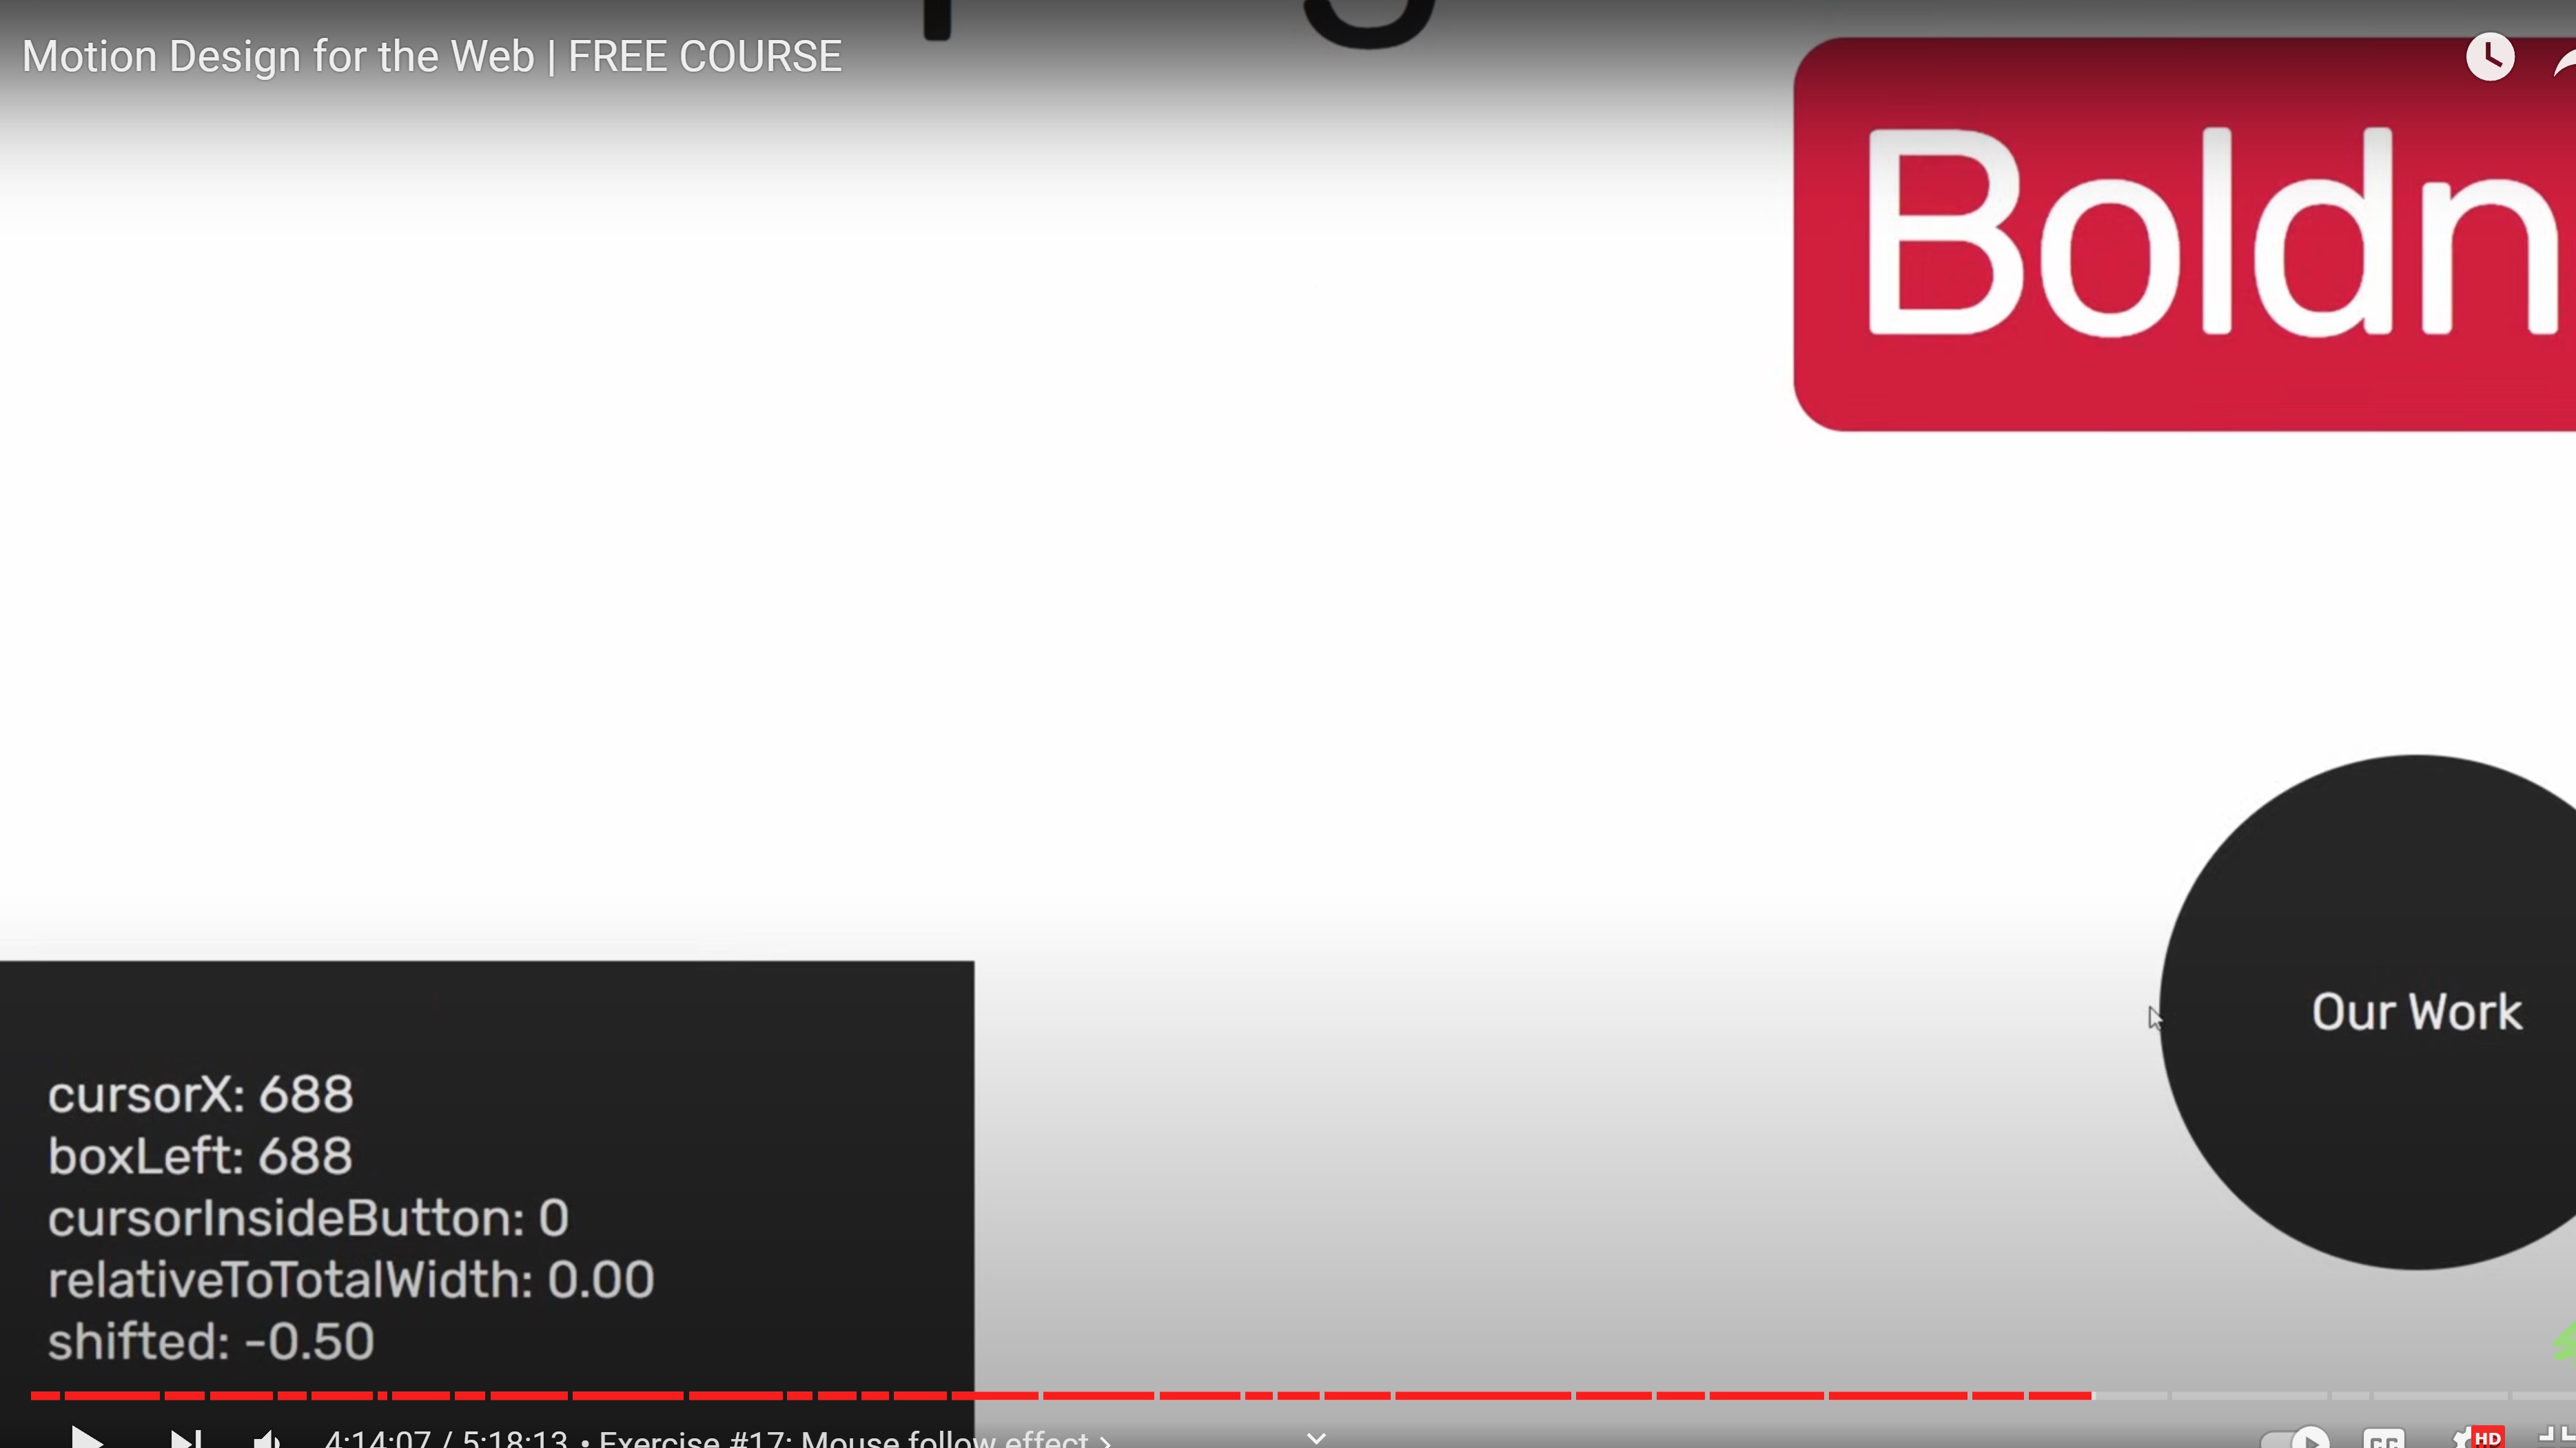 Motion Design for the Web | FREE COURSE
Boldn
Our Work
cursorX: 688
boxLeft: 688
cursorInsideButton: 0
relativeToTotalWidth: 0.00
shifted: -0.50
4:14:07 / 5:18:13 • Exercise #17: Mouse follow effect >
CC
HD